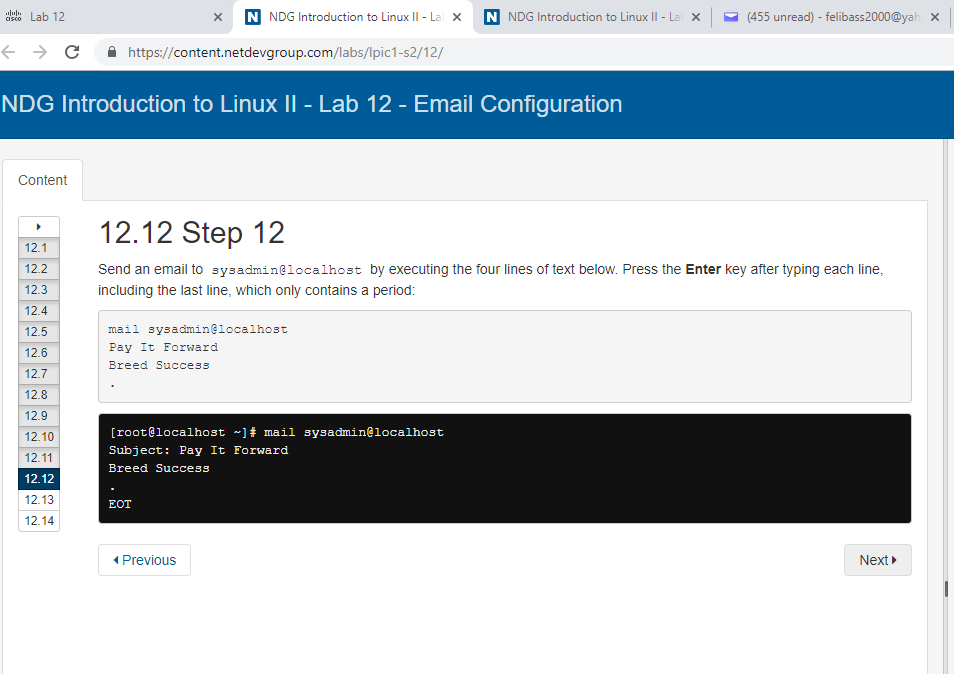 Lab 12
NDG Introduction to Linux II - La
NDG Introduction to Linux II - La
(455 unread) - felibass2000@yah
https://content.netdevgroup.com/labs/lpic1-s2/12/
NDG Introduction to Linux II - Lab 12 - Email Configuration
Content
12.1
12.2
12.3
12.4
12.5
12.6
12.7
12.8
12.9
12.10
12.11
12.12
12.13
12.14
12.12 Step 12
Send an email to sysadmin@localhost by executing the four lines of text below. Press the Enter key after typing each line,
including the last line, which only contains a period:
mail sysadmin@localhost
Pay It Forward
Breed Success
.
[root@localhost ~]# mail sysadmin@localhost
Subject: Pay It Forward
Breed Success
.
EOT
Previous
Next